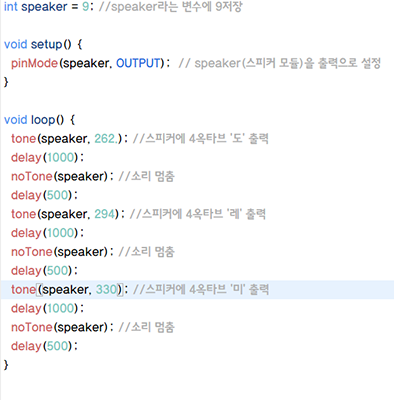 int speaker = 9; //speaker라는 변수에 9저장
void setup() {
pinMode(speaker, OUTPUT); // speaker(스피커 모듈)을 출력으로 설정
}
void loop() {
tone(speaker, 262.); //스피커에 4옥타브 '도' 출력
delay(1000);
noTone(speaker); //소리 멈춤
delay(500);
tone(speaker, 294); //스피커에 4옥타브 '레' 출력
delay(1000);
noTone(speaker); //소리 멈춤
delay(500);
tone(speaker, 330); //스피커에 4옥타브 '미' 출력
delay(1000);
noTone(speaker); //소리 멈춤
delay(500);
}